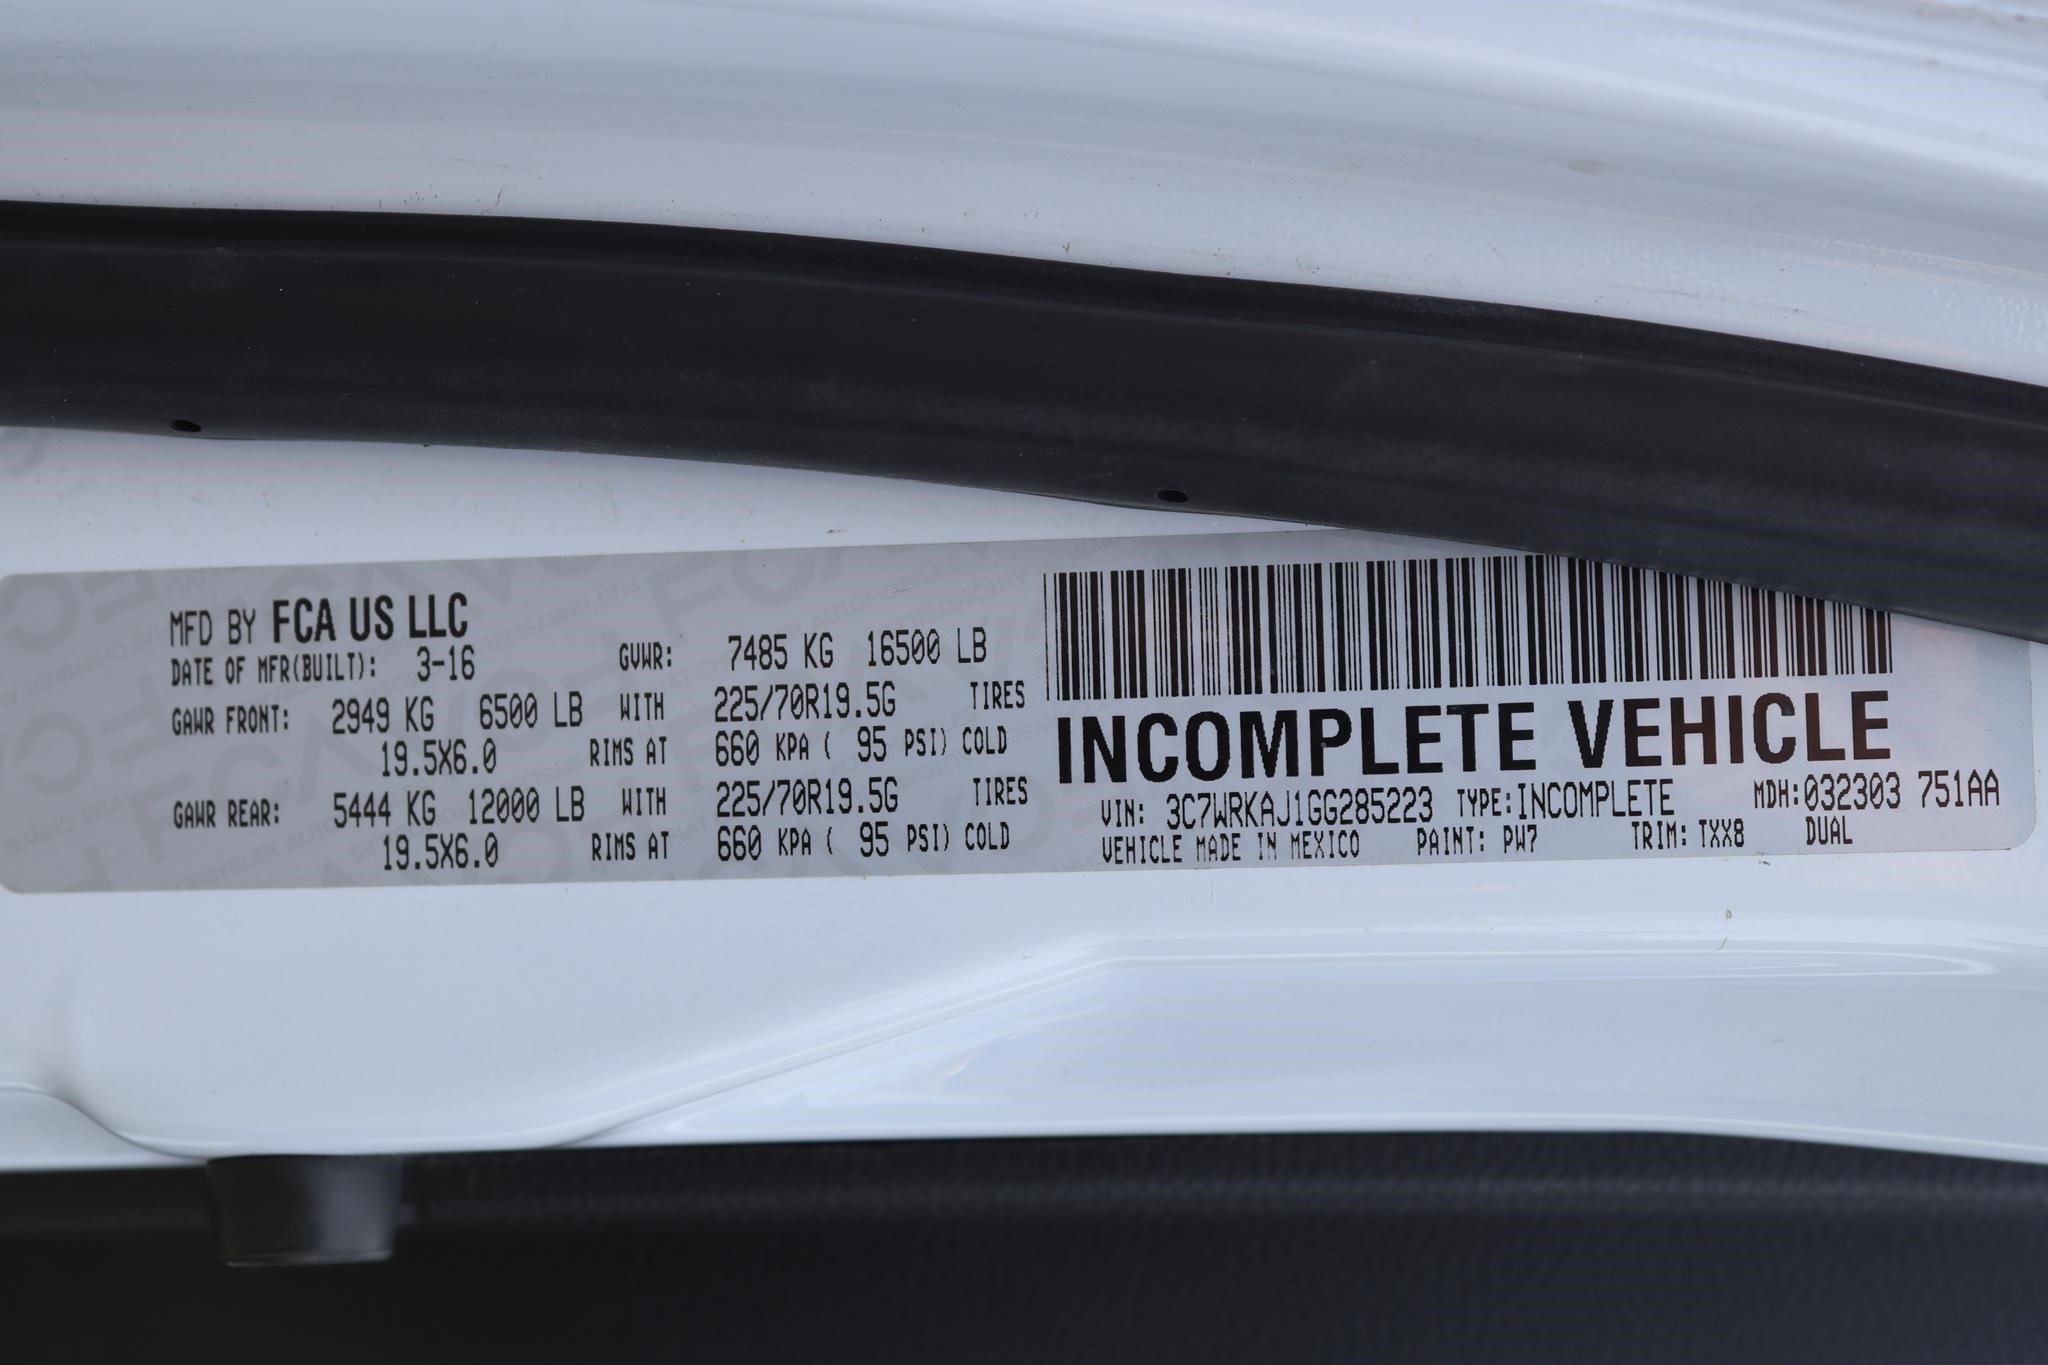 MFD BY FCA US LLC
DATE OF MFR(BUILT): 3-16 GVWR: 7485 KG 16500 LB
GAWR FRONT: 2949 KG 6500 LB WITH 225/70R19.5G TIRES
19.5X6.0 RIMS AT 660 KPA ( 95 PSI) COLD
GAWR REAR: 5444 KG 12000 LB WITH 225/70R19.5G TIRES
19.5X6.0 RIMS AT 660 KPA ( 95 PSI) COLD
INCOMPLETE VEHICLE
VIN: 3C7WRKAJ1GG285223 TYPE:INCOMPLETE MDH:032303 751AA
VEHICLE MADE IN MEXICO PAINT: PW7 TRIM: TXX8 DUAL